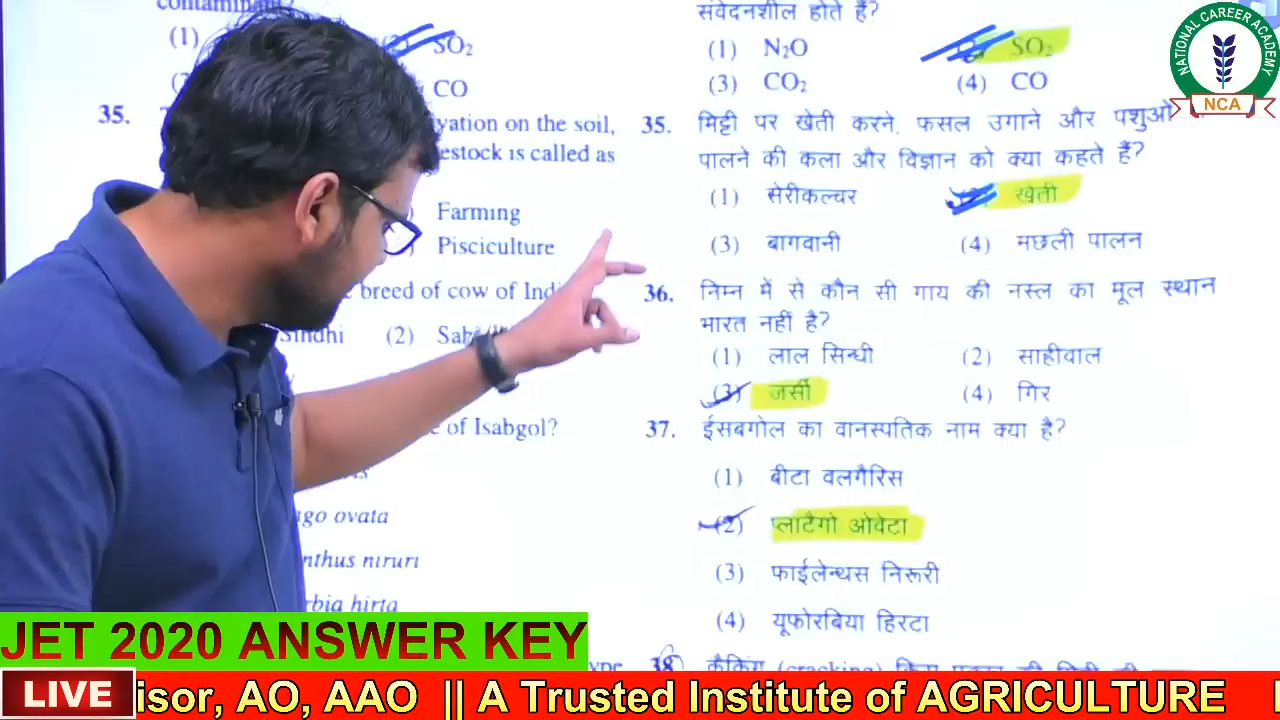 contaminant?
(1)
SO₂
CO
35.
vation on the soil,
estock is called as
Farming
Pisciculture
breed of cow of Indi
Sindhi (2)
of Isabgol?
ago ovata
nthus niruri
rbia hirta
संवेदनशील होते हैं?
(1) N₂O
SO₂
(3) CO₂ (4) CO
35. मिट्टी पर खेती करने, फसल उगाने और पशुओं
पालने की कला और विज्ञान को क्या कहते हैं?
(1) सेरीकल्चर
खेती
(3) बागवानी (4) मछली पालन
36. निम्न में से कौन सी गाय की नस्ल का मूल स्थान
भारत नहीं है?
(1) लाल सिन्धी (2) साहीवाल
(3) जर्सी (4) गिर
37. ईसबगोल का वानस्पतिक नाम क्या है?
(1) बीटा वलगैरिस
(2) प्लाटैगो ओवेटा
(3) फाईलेन्थस निरूरी
(4) यूफोरबिया हिरटा
38
NATIONAL CAREER ACADEMY
NCA
JET 2020 ANSWER KEY
LIVE
isor, AO, AAO || A Trusted Institute of AGRICULTURE